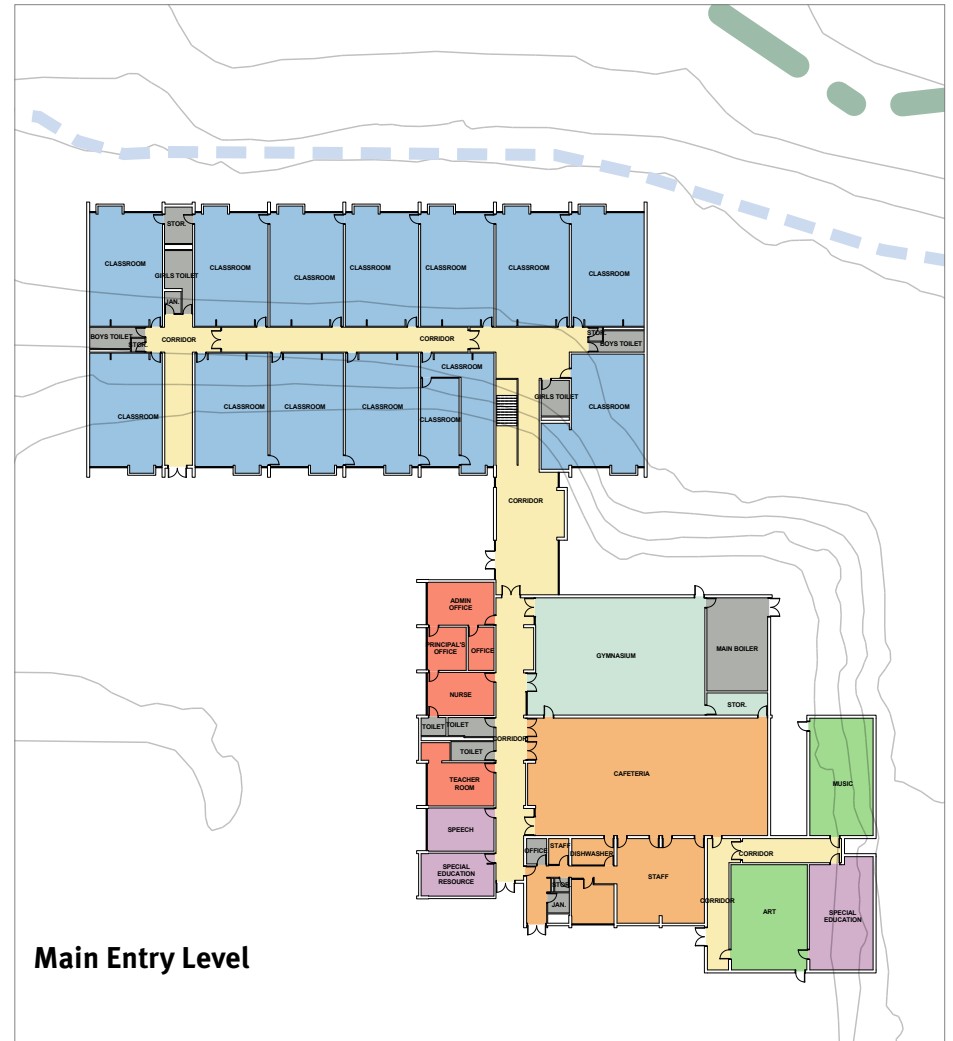 STOR.
CLASSROOM
GIRLS TOILET
CLASSROOM
CLASSROOM
CLASSROOM
CLASSROOM
CLASSROOM
CLASSROOM
JAN.
BOYS TOILET
STOR.
CORRIDOR
CORRIDOR
STOR.
BOYS TOILET
CLASSROOM
CLASSROOM
CLASSROOM
CLASSROOM
CLASSROOM
CLASSROOM
GIRLS TOILET
CLASSROOM
CORRIDOR
ADMIN
OFFICE
PRINCIPAL'S
OFFICE
OFFICE
GYMNASIUM
MAIN BOILER
NURSE
STOR.
TOILET
TOILET
CORRIDOR
TOILET
CAFETERIA
TEACHER
ROOM
MUSIC
SPEECH
OFFICE
STAFF
DISHWASHER
CORRIDOR
SPECIAL
EDUCATION
RESOURCE
STOR.
STAFF
JAN.
CORRIDOR
ART
SPECIAL
EDUCATION
Main Entry Level